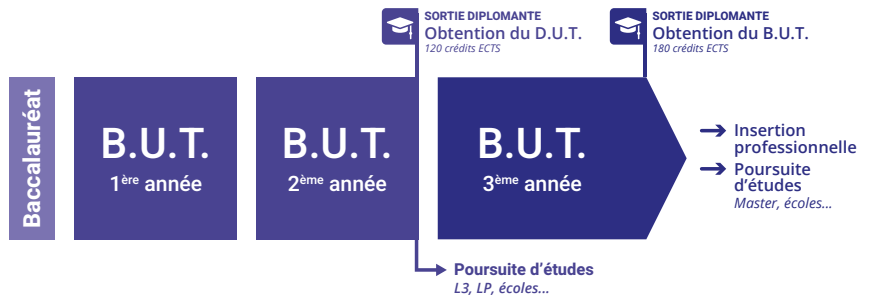 SORTIE DIPLOMANTE
Obtention du D.U.T.
120 crédits ECTS
SORTIE DIPLOMANTE
Obtention du B.U.T.
180 crédits ECTS
Baccalauréat
B.U.T.
1ère année
B.U.T.
2ème année
B.U.T.
3ème année
Insertion
professionnelle
Poursuite
d'études
Master, écoles...
Poursuite d'études
L3, LP, écoles...